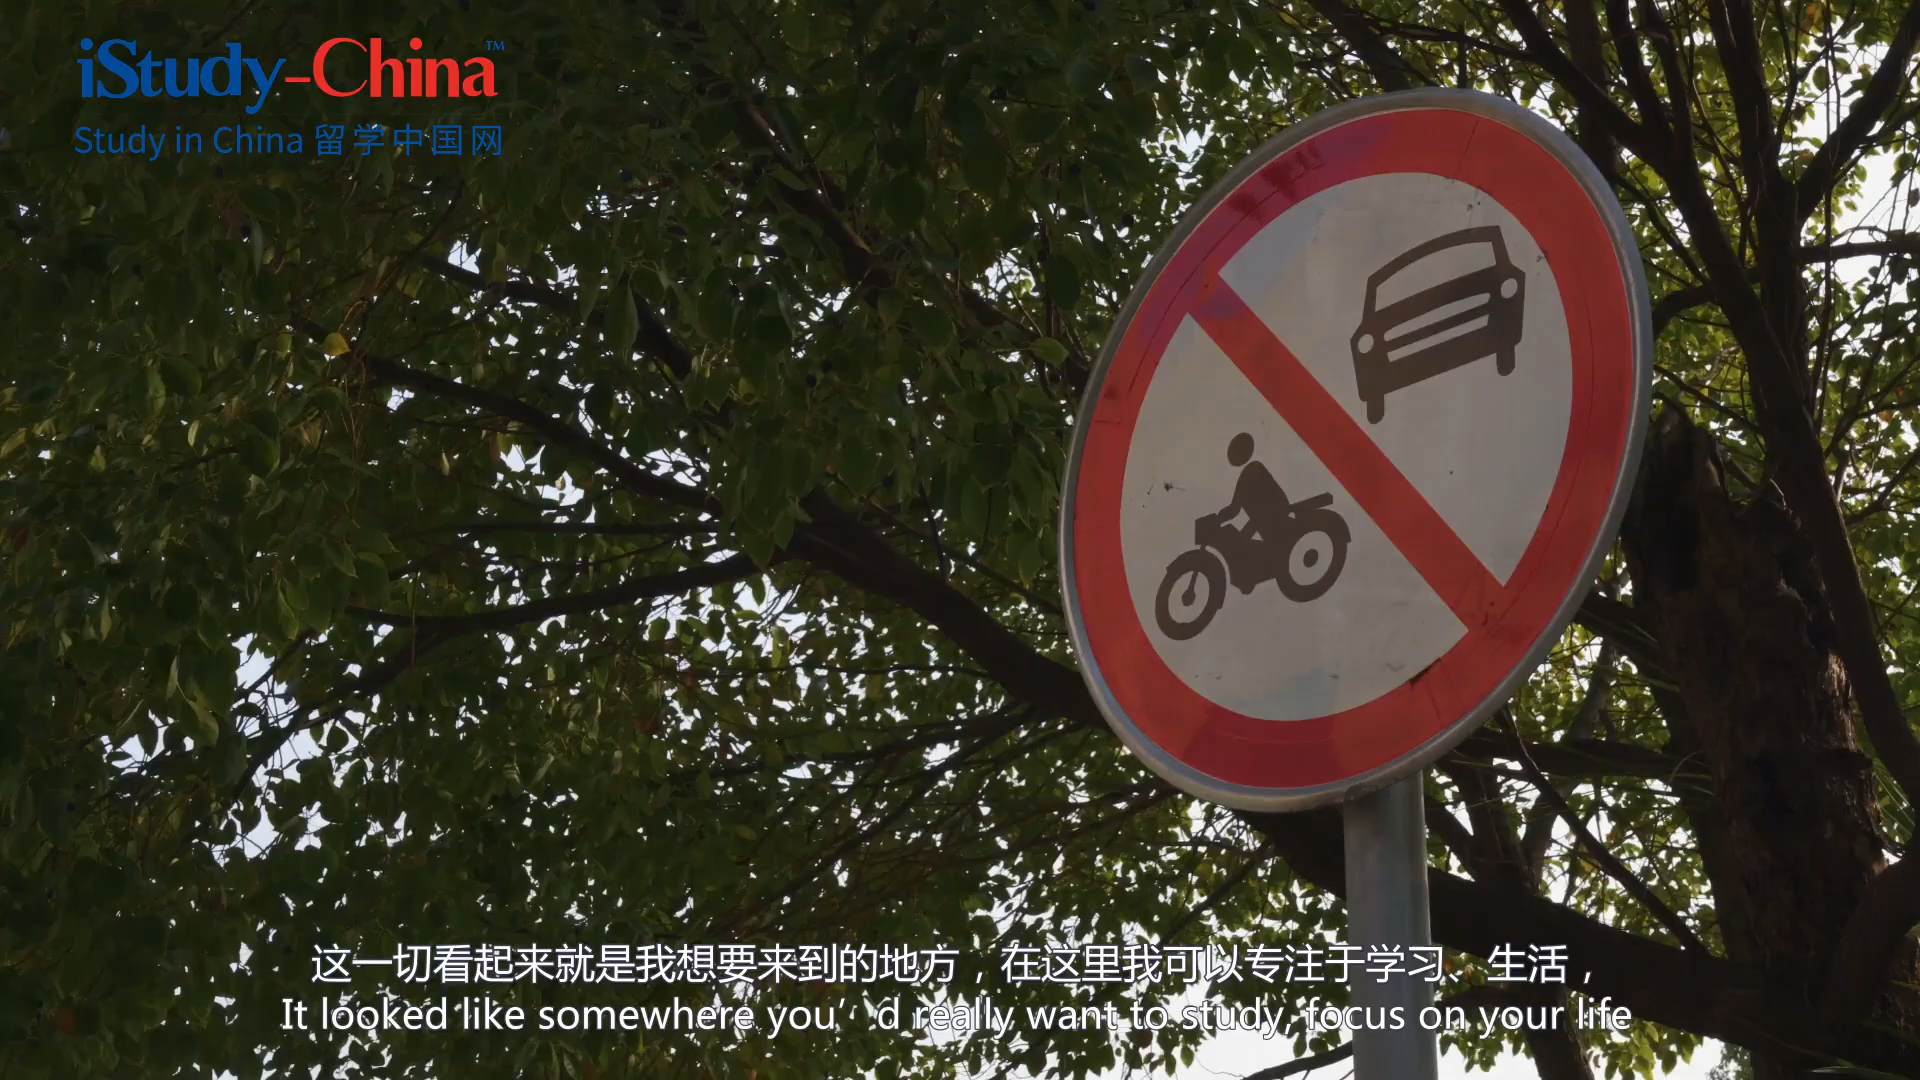 iStudy-China™
Study in China 留学中国网
这一切看起来就是我想要来到的地方，在这里我可以专注于学习、生活，
It looked like somewhere you'd really want to study, focus on your life